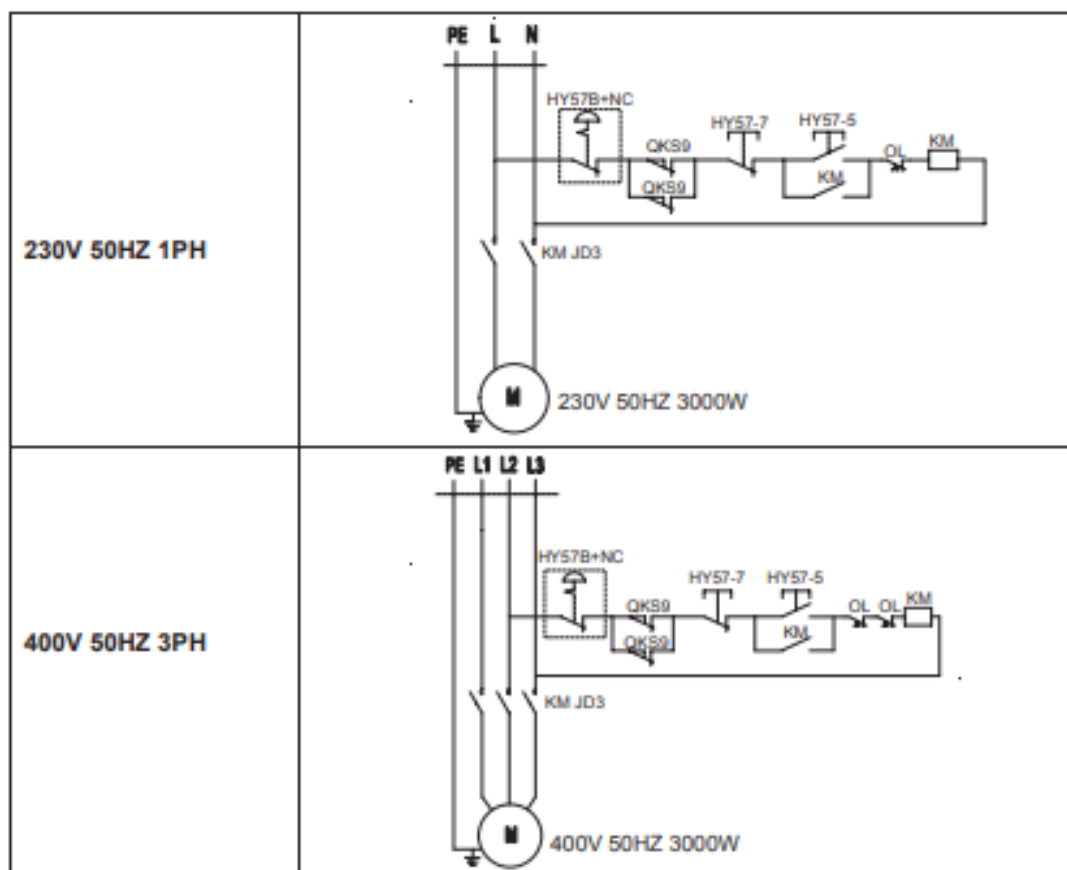 PE L N
HY57B+NC
HY57-7
HY57-5
QKS9
OL
KM
QKS9
KM
230V 50HZ 1PH
KM JD3
M
230V 50HZ 3000W
PE L1 L2 L3
HY57B+NC
HY57-7
HY57-5
QKS9
OL
OL
KM
QKS9
KM
400V 50HZ 3PH
KM JD3
M
400V 50HZ 3000W